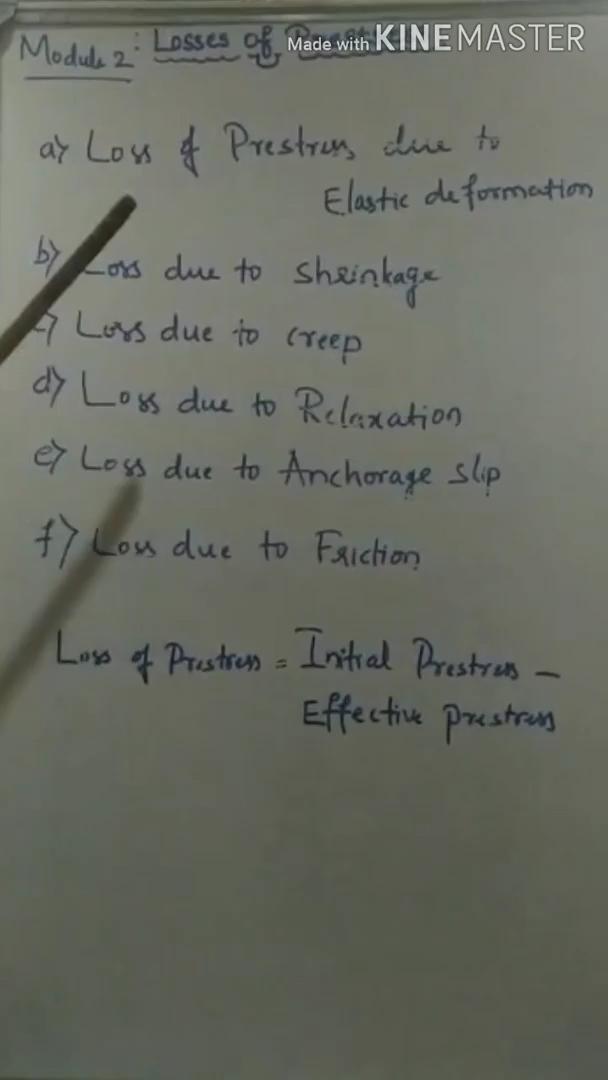 Module 2: Losses of
Made with KINEMASTER
a) Loss of Prestress due to
Elastic deformation
b) Loss due to Shrinkage
c) Loss due to Creep
d) Loss due to Relaxation
e) Loss due to Anchorage slip
f) Loss due to Friction
Loss of Prestress = Initial Prestress -
Effective prestress